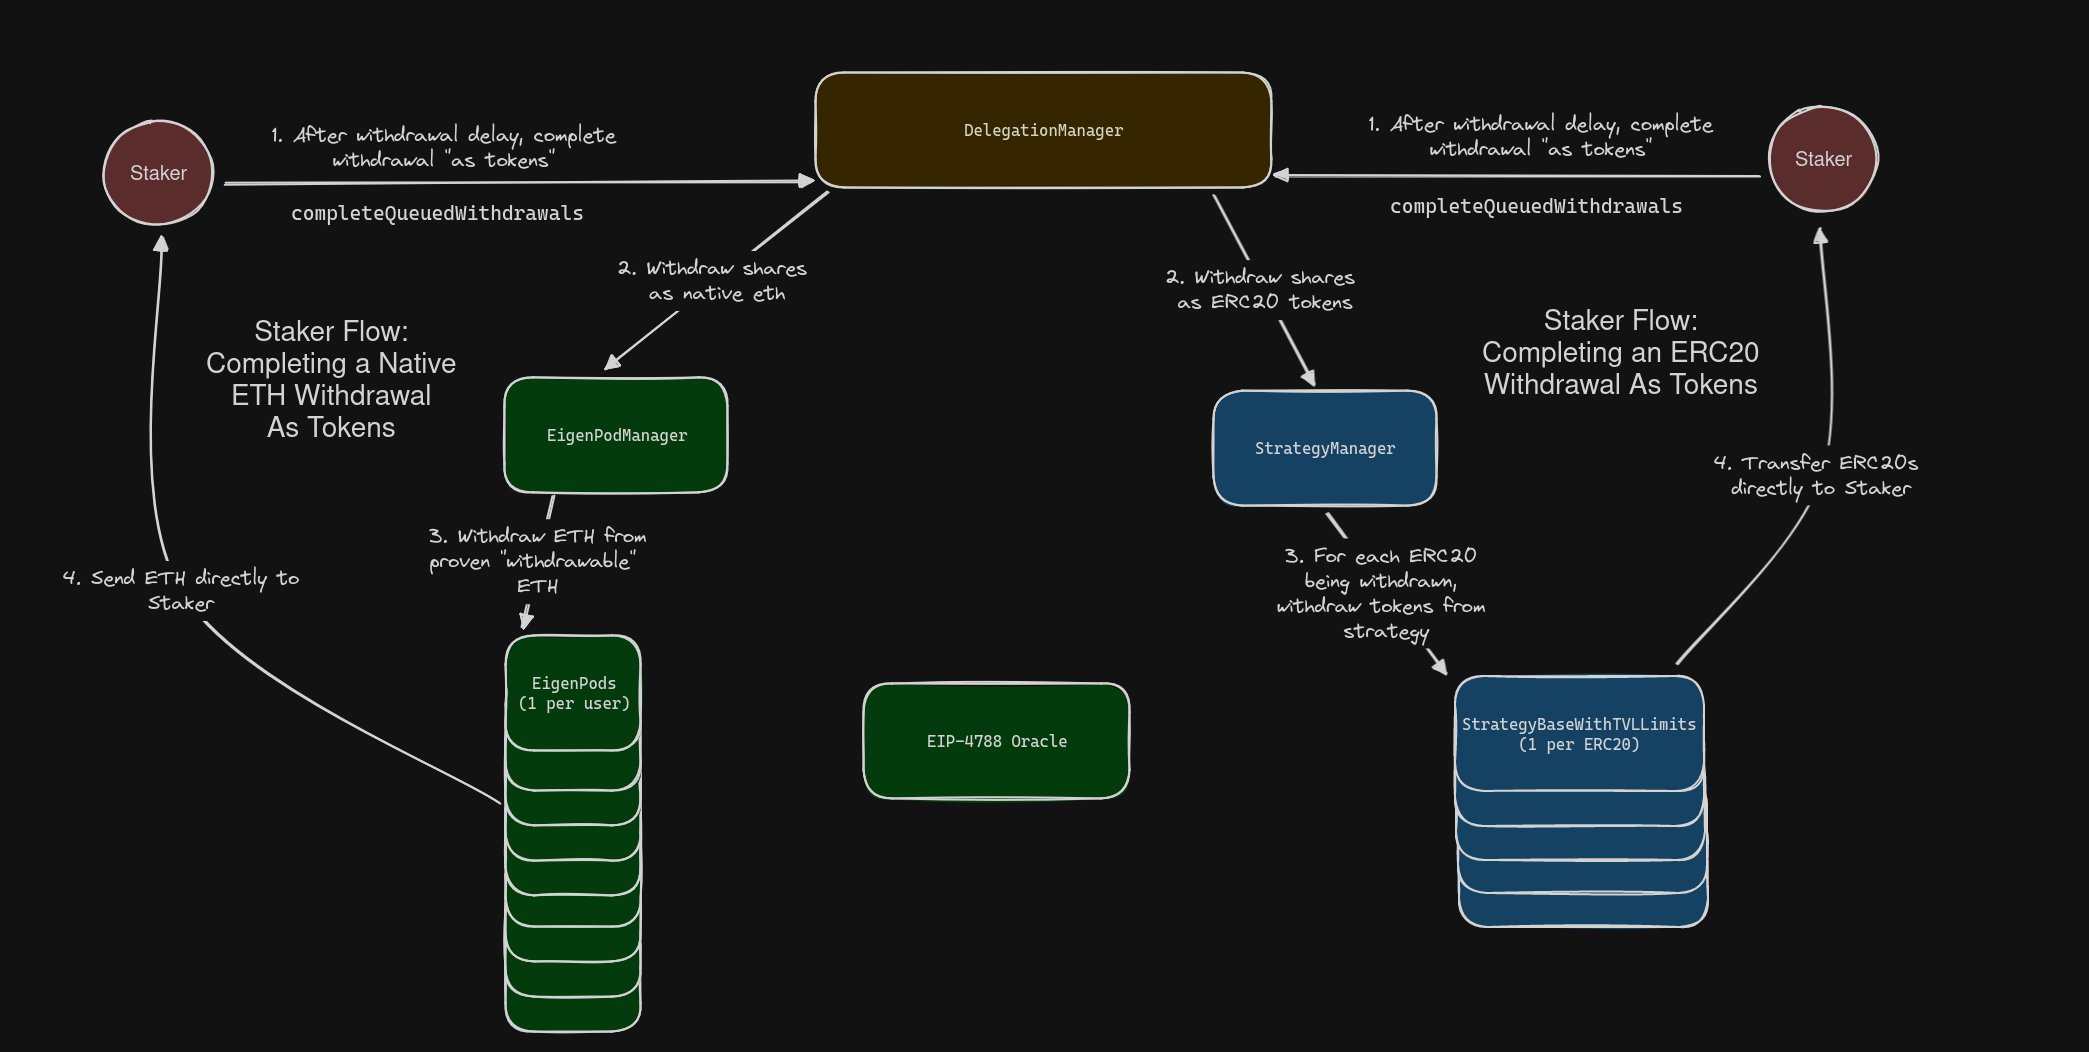 DelegationManager
Staker
1. After withdrawal delay, complete
withdrawal "as tokens"
completeQueuedWithdrawals
1. After withdrawal delay, complete
withdrawal "as tokens"
completeQueuedWithdrawals
Staker
2. Withdraw shares
as native eth
2. Withdraw shares
as ERC20 tokens
Staker Flow:
Completing a Native
ETH Withdrawal
As Tokens
Staker Flow:
Completing an ERC20
Withdrawal As Tokens
EigenPodManager
StrategyManager
4. Transfer ERC20s
directly to Staker
3. Withdraw ETH from
proven "withdrawable"
ETH
3. For each ERC20
being withdrawn,
withdraw tokens from
strategy
4. Send ETH directly to
Staker
EigenPods
(1 per user)
EIP-4788 Oracle
StrategyBaseWithTVLLimits
(1 per ERC20)